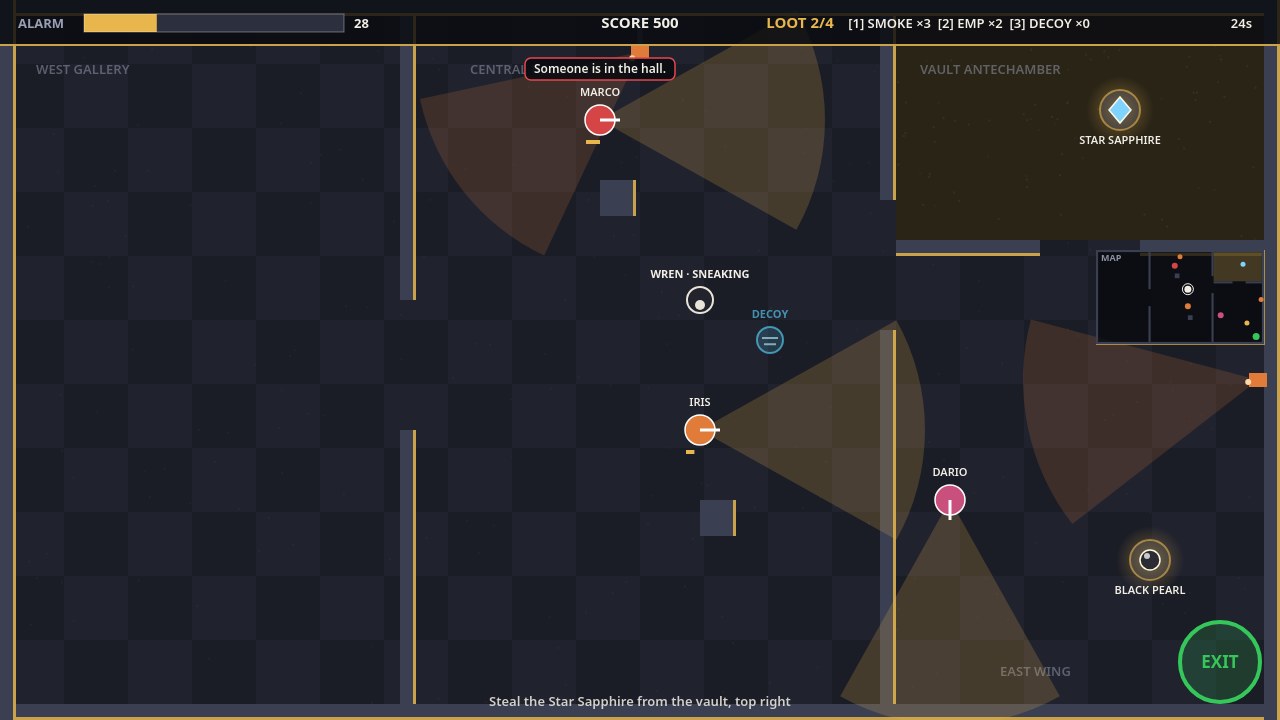 ALARM 28 SCORE 500 LOOT 2/4 [1] SMOKE ×3 [2] EMP ×2 [3] DECOY ×0 24s
WEST GALLERY
CENTRAL
Someone is in the hall.
VAULT ANTECHAMBER
MARCO
STAR SAPPHIRE
MAP
WREN · SNEAKING
DECOY
IRIS
DARIO
BLACK PEARL
EXIT
EAST WING
Steal the Star Sapphire from the vault, top right